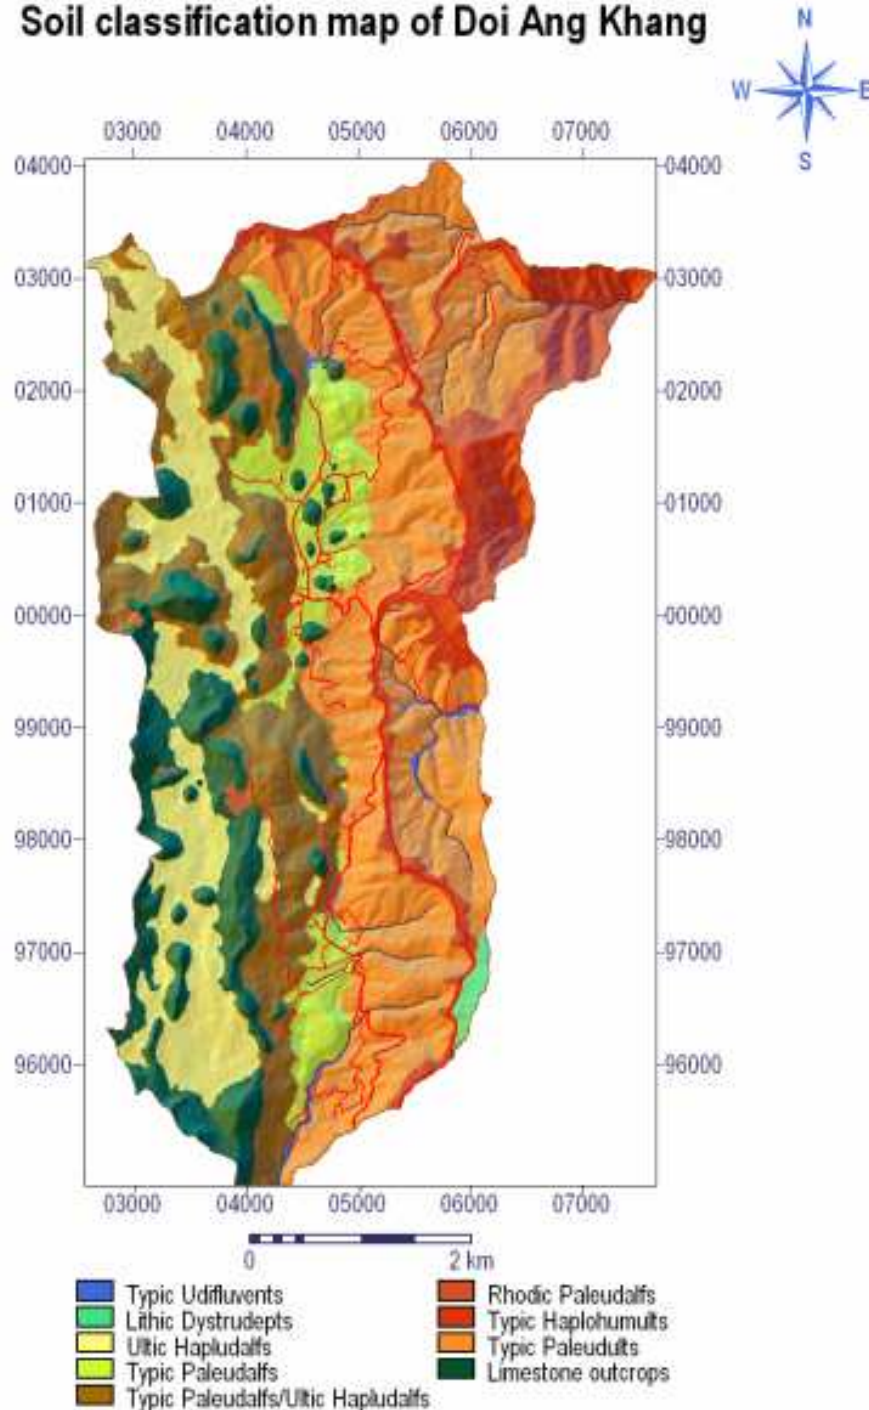 Soil classification map of Doi Ang Khang
N
W E
S
03000 04000 05000 06000 07000
04000 04000
03000 03000
02000 02000
01000 01000
00000 00000
99000 99000
98000 98000
97000 97000
96000 96000
03000 04000 05000 06000 07000
0 2 km
Typic Udifluvents Rhodic Paleudalfs
Lithic Dystrudepts Typic Haplohumults
Ultic Hapludalfs Typic Paleudults
Typic Paleudalfs Limestone outcrops
Typic Paleudalfs/Ultic Hapludalfs